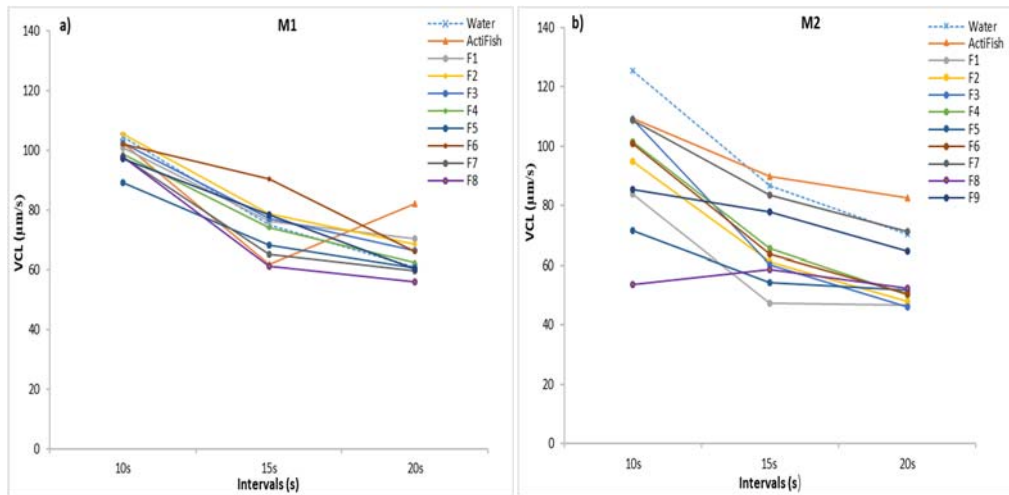 a)
M1
VCL (µm/s)
140
120
100
80
60
40
20
0
10s
15s
20s
Intervals (s)
Water
ActiFish
F1
F2
F3
F4
F5
F6
F7
F8
b)
M2
VCL (µm/s)
140
120
100
80
60
40
20
0
10s
15s
20s
Intervals (s)
Water
ActiFish
F1
F2
F3
F4
F5
F6
F7
F8
F9